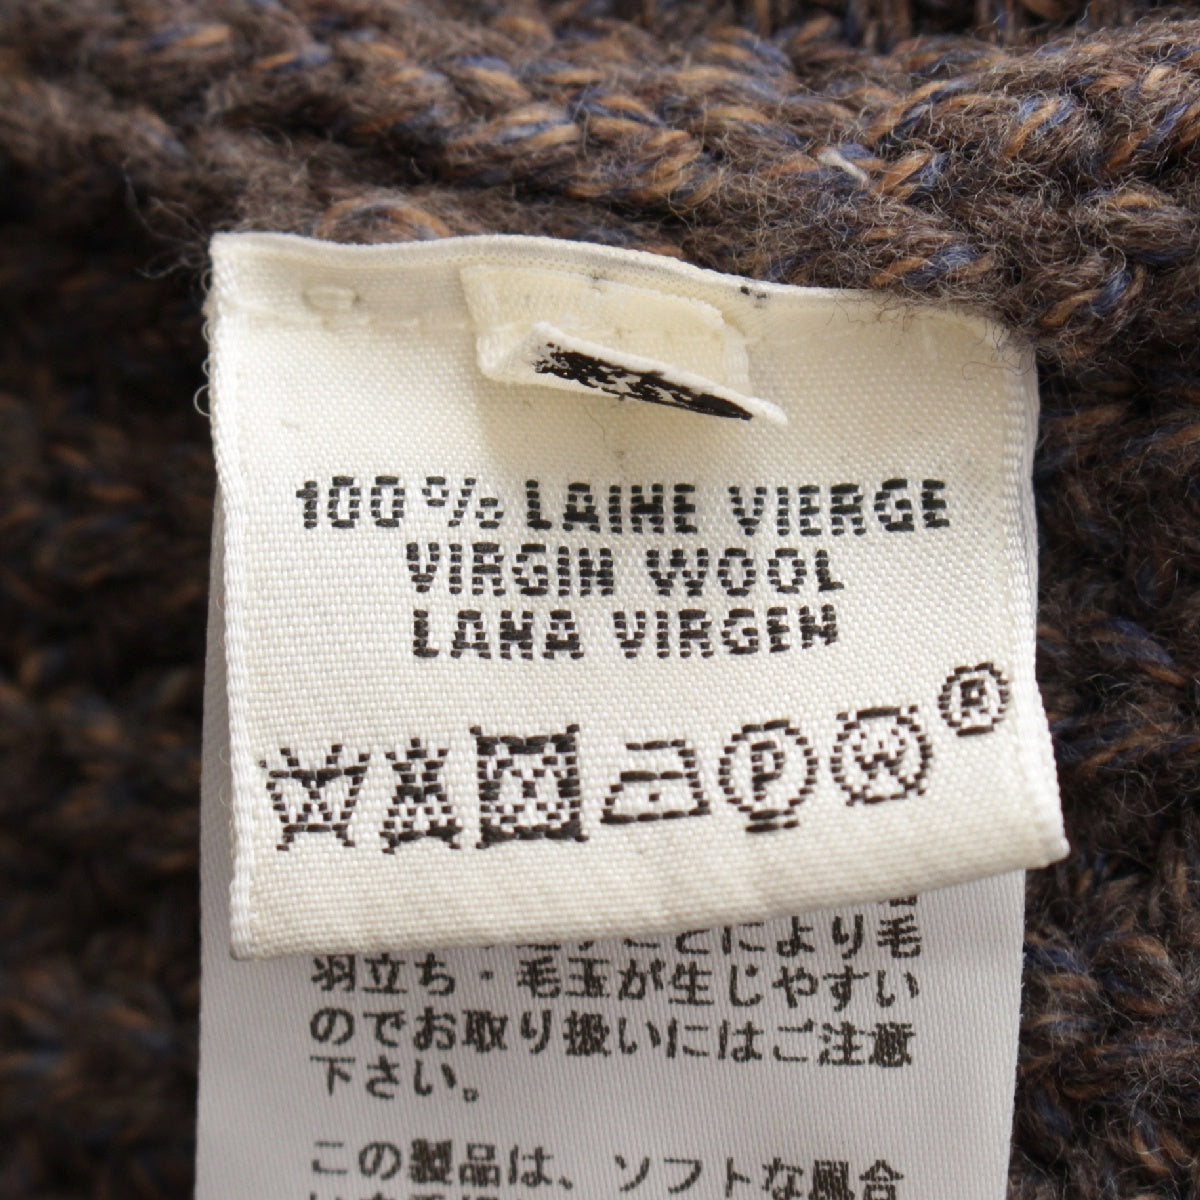 100% LAINE VIERGE
VIRGIN WOOL
LANA VIRGEN
P W ®
ことにより毛
羽立ち・毛玉が生じやすい
のでお取り扱いにはご注意
下さい。
この製品は、ソフトな風合